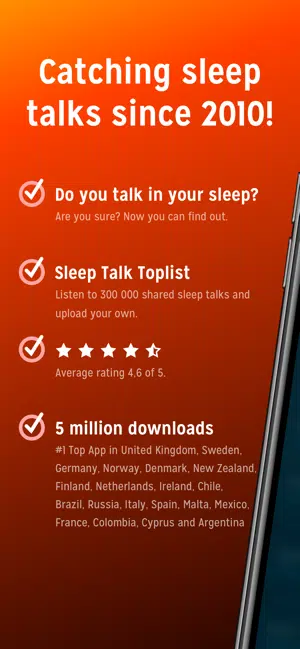 Catching sleep
talks since 2010!
Do you talk in your sleep?
Are you sure? Now you can find out.
Sleep Talk Toplist
Listen to 300 000 shared sleep talks and
upload your own.
Average rating 4,6 of 5.
5 million downloads
#1 Top App in United Kingdom, Sweden,
Germany, Norway, Denmark, New Zealand,
Finland, Netherlands, Ireland, Chile,
Brazil, Russia, Italy, Spain, Malta, Mexico,
France, Colombia, Cyprus and Argentina